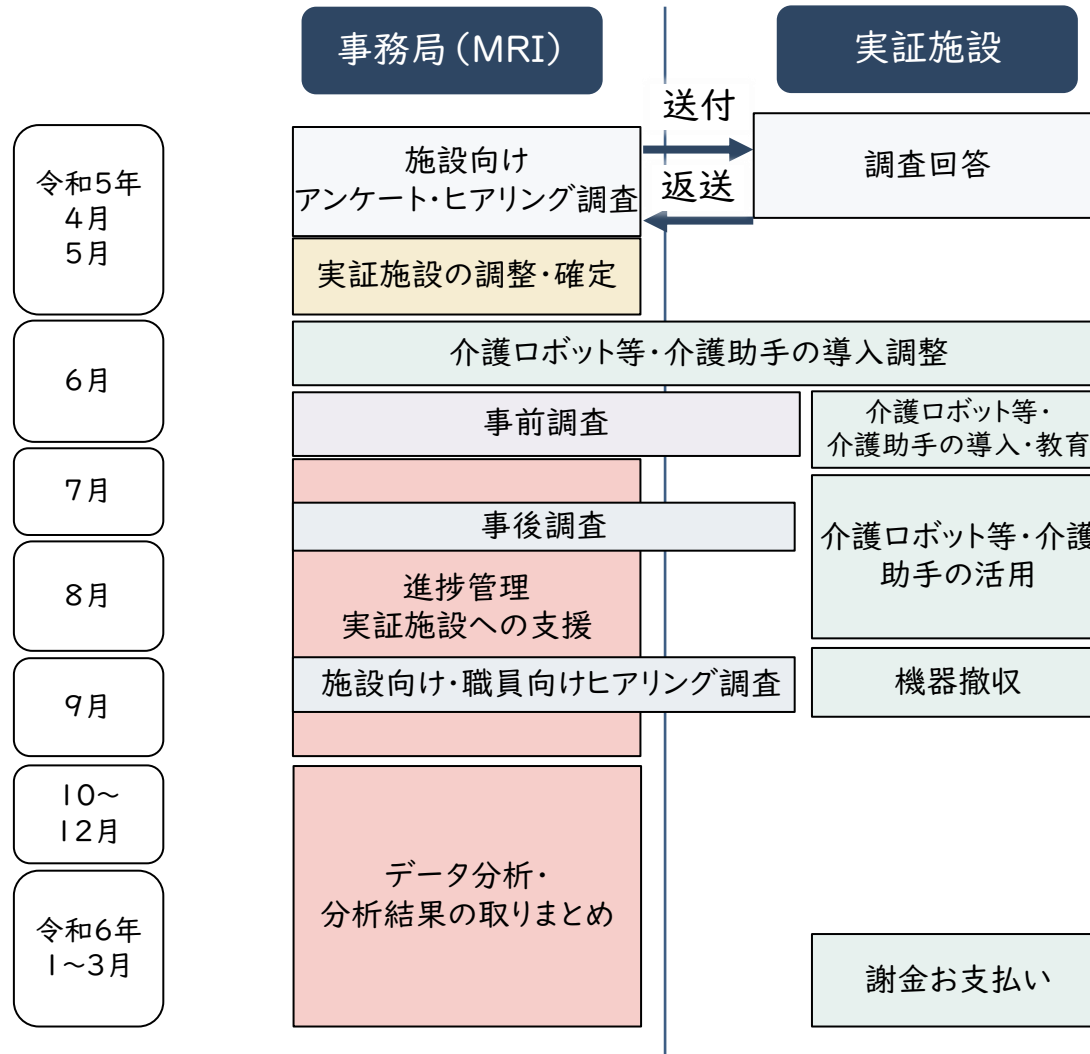 事務局（MRI）
実証施設
送付
令和5年
4月
5月
施設向け
アンケート・ヒアリング調査
調査回答
返送
実証施設の調整・確定
6月
介護ロボット等・介護助手の導入調整
事前調査
介護ロボット等・
介護助手の導入・教育
7月
事後調査
介護ロボット等・介護
助手の活用
8月
進捗管理
実証施設への支援
9月
施設向け・職員向けヒアリング調査
機器撤収
10～
12月
データ分析・
分析結果の取りまとめ
令和6年
1～3月
謝金お支払い